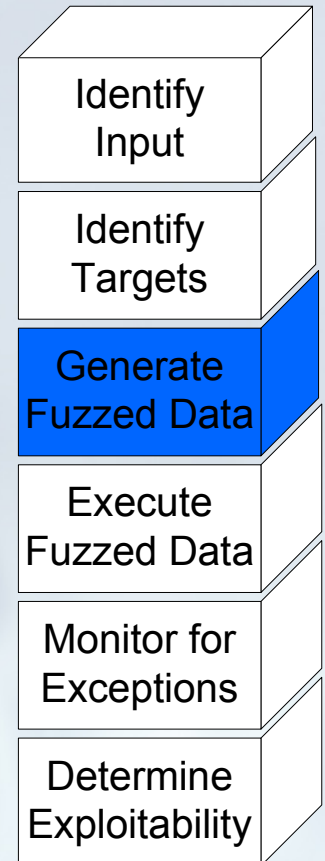 Identify
Input
Identify
Targets
Generate
Fuzzed Data
Execute
Fuzzed Data
Monitor for
Exceptions
Determine
Exploitability